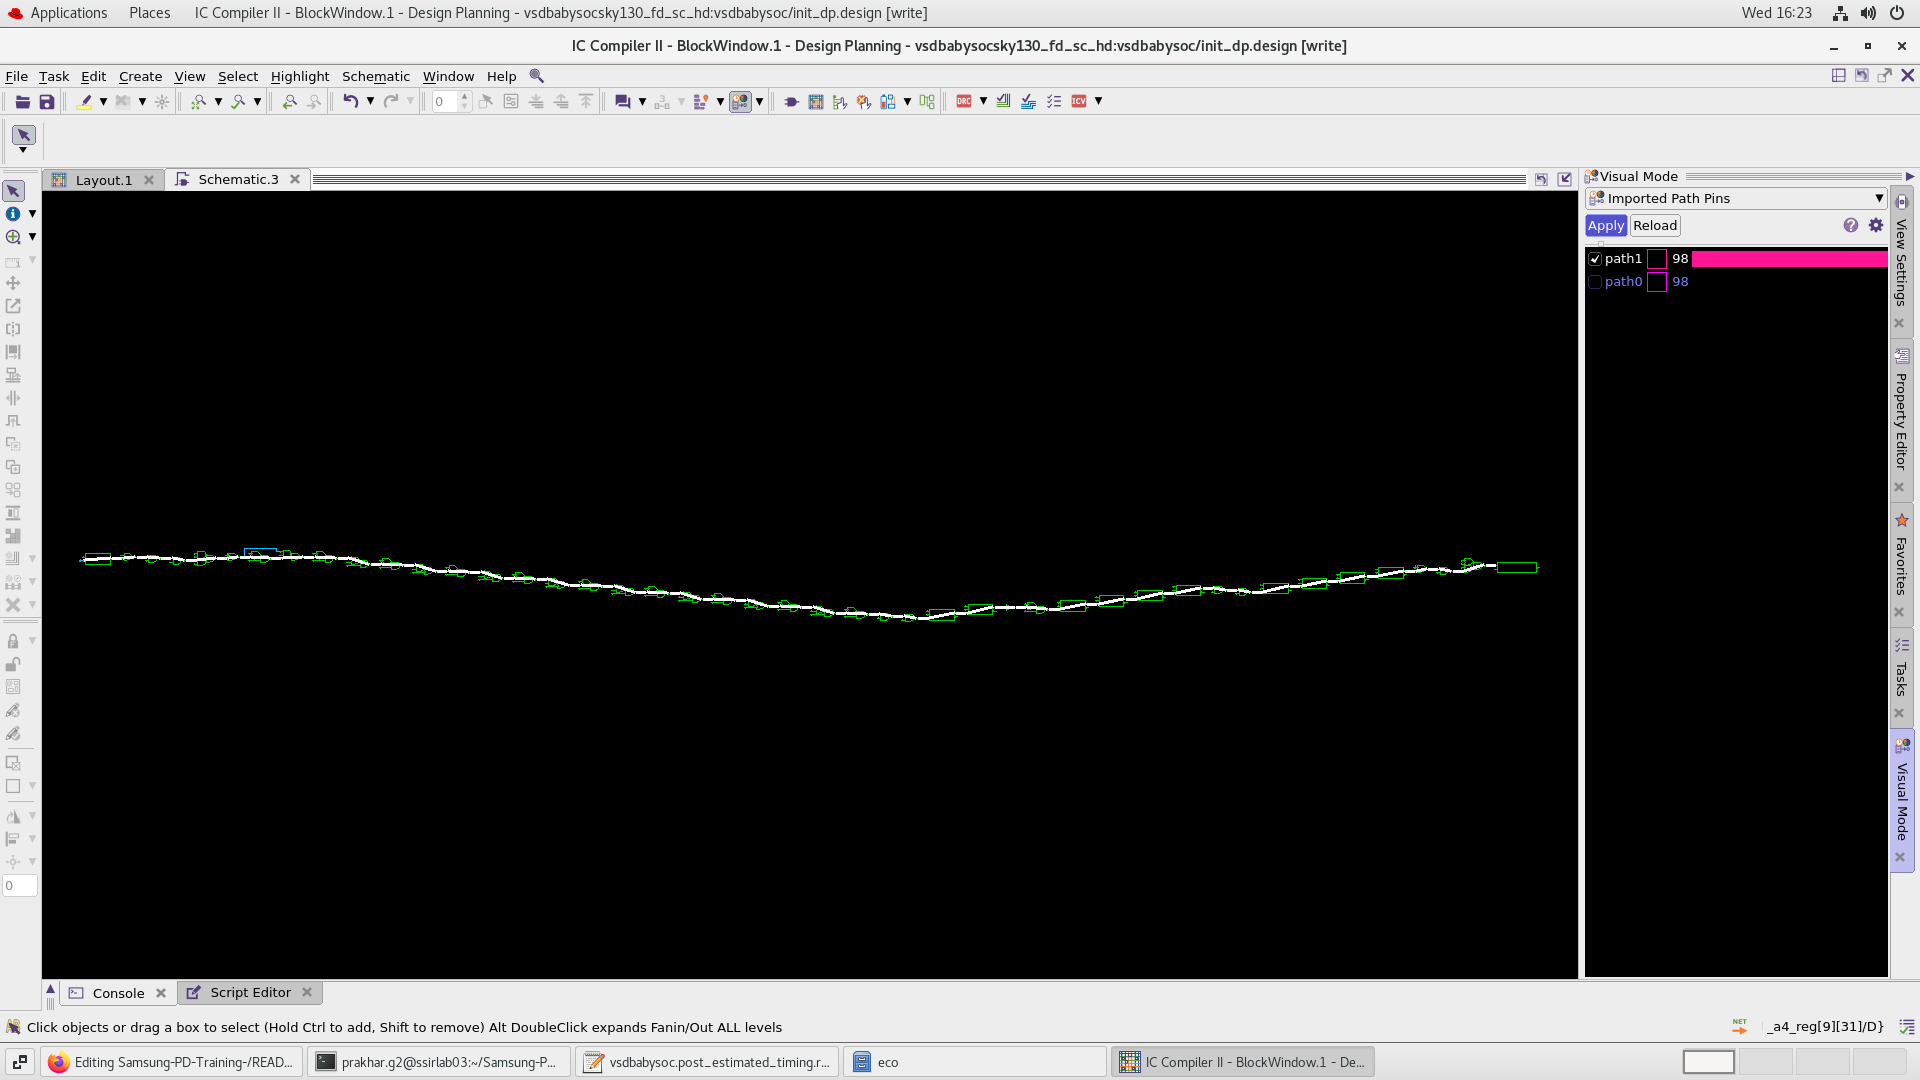 Applications Places IC Compiler II - BlockWindow.1 - Design Planning - vsdbabysocsky130_fd_sc_hd:vsdbabysoc/init_dp.design [write] Wed 16:23
IC Compiler II - BlockWindow.1 - Design Planning - vsdbabysocsky130_fd_sc_hd:vsdbabysoc/init_dp.design [write]
File Task Edit Create View Select Highlight Schematic Window Help
0 DRC ICV
Layout.1 Schematic.3
Visual Mode
Imported Path Pins
Apply Reload
path1 98
path0 98
View Settings
Property Editor
Favorites
Tasks
Visual Mode
0
Console Script Editor
Click objects or drag a box to select (Hold Ctrl to add, Shift to remove) Alt DoubleClick expands Fanin/Out ALL levels NET _a4_reg[9][31]/D}
Editing Samsung-PD-Training-/READ... prakhar.g2@ssirlab03:~/Samsung-P... vsdbabysoc.post_estimated_timing.r... eco IC Compiler II - BlockWindow.1 - De...